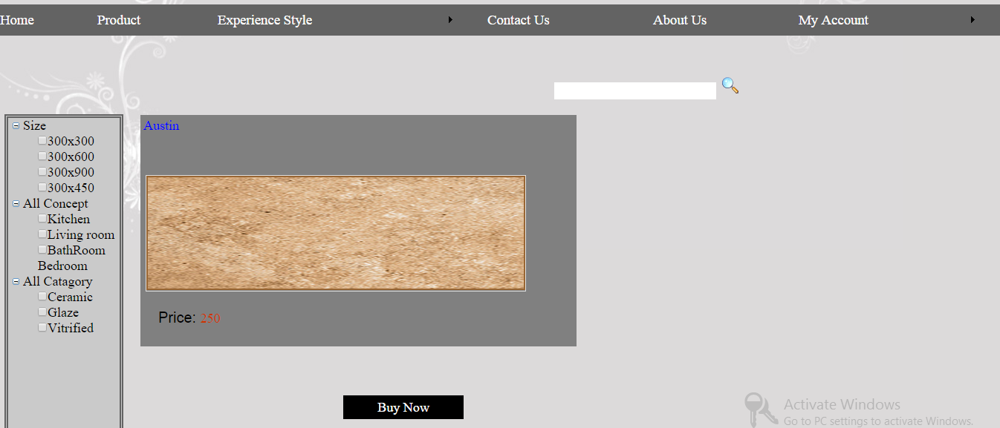 Home Product Experience Style Contact Us About Us My Account
Size
300x300
300x600
300x900
300x450
All Concept
Kitchen
Living room
BathRoom
Bedroom
All Catagory
Ceramic
Glaze
Vitrified
Austin
Price: 250
Buy Now
Activate Windows
Go to PC settings to activate Windows.